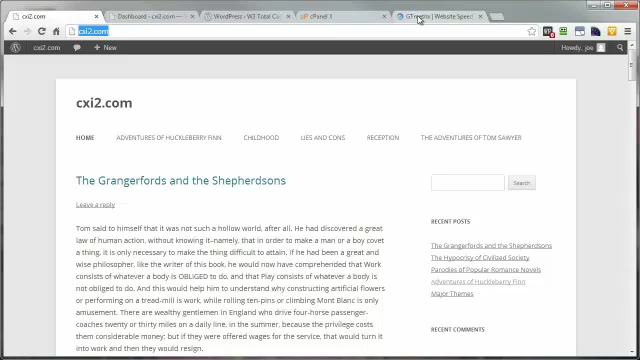 cxi2.com
Dashboard - cxi2.com —
WordPress › W3 Total Ca
cPanel X
GTmetrix | Website Speed
cxi2.com
cxi2.com
New
Howdy, joe
cxi2.com
HOME
ADVENTURES OF HUCKLEBERRY FINN
CHILDHOOD
LIES AND CONS
RECEPTION
THE ADVENTURES OF TOM SAWYER
The Grangerfords and the Shepherdsons
Leave a reply
Tom said to himself that it was not such a hollow world, after all. He had discovered a great
law of human action, without knowing it–namely, that in order to make a man or a boy covet
a thing, it is only necessary to make the thing difficult to attain. If he had been a great and
wise philosopher, like the writer of this book, he would now have comprehended that Work
consists of whatever a body is OBLIGED to do, and that Play consists of whatever a body is
not obliged to do. And this would help him to understand why constructing artificial flowers
or performing on a tread-mill is work, while rolling ten-pins or climbing Mont Blanc is only
amusement. There are wealthy gentlemen in England who drive four-horse passenger-
coaches twenty or thirty miles on a daily line, in the summer, because the privilege costs
them considerable money; but if they were offered wages for the service, that would turn it
into work and then they would resign.
Search
RECENT POSTS
The Grangerfords and the Shepherdsons
The Hypocrisy of Civilized Society
Parodies of Popular Romance Novels
Adventures of Huckleberry Finn
Major Themes
RECENT COMMENTS